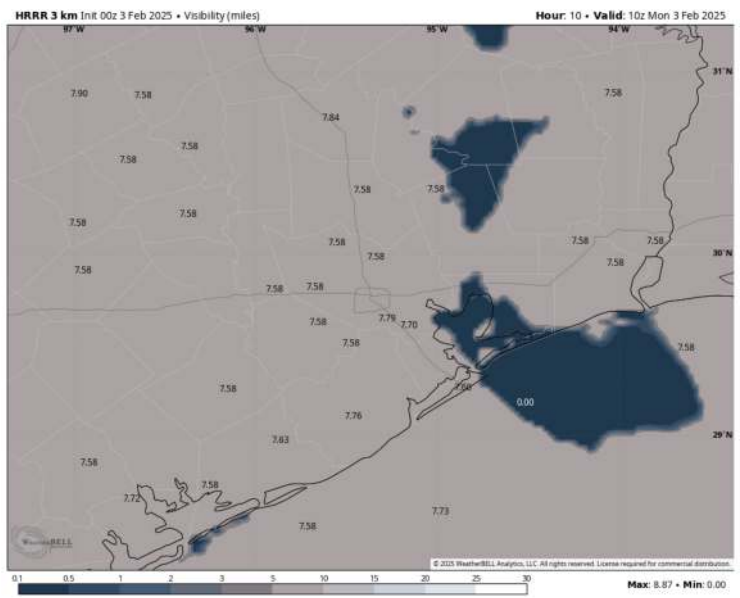 HRRR 3 km Init 00z 3 Feb 2025 • Visibility (miles)
Hour: 10 • Valid: 10z Mon 3 Feb 2025
97°W 96°W 95°W 94°W
31°N
7.90 7.58 7.58
7.84
7.58
7.58
7.58 7.58
7.58
7.58
7.58 7.58 7.58
30°N
7.58 7.58
7.58
7.58 7.58
7.58 7.79 7.70
7.58 7.58
7.58
7.60
0.00
7.76
29°N
7.63
7.58
7.58
7.72
7.73
7.58
WeatherBELL
© 2025 WeatherBELL Analytics, LLC. All rights reserved. License required for commercial distribution.
0.1 0.5 1 2 3 5 10 15 20 25 30
Max: 8.87 • Min: 0.00